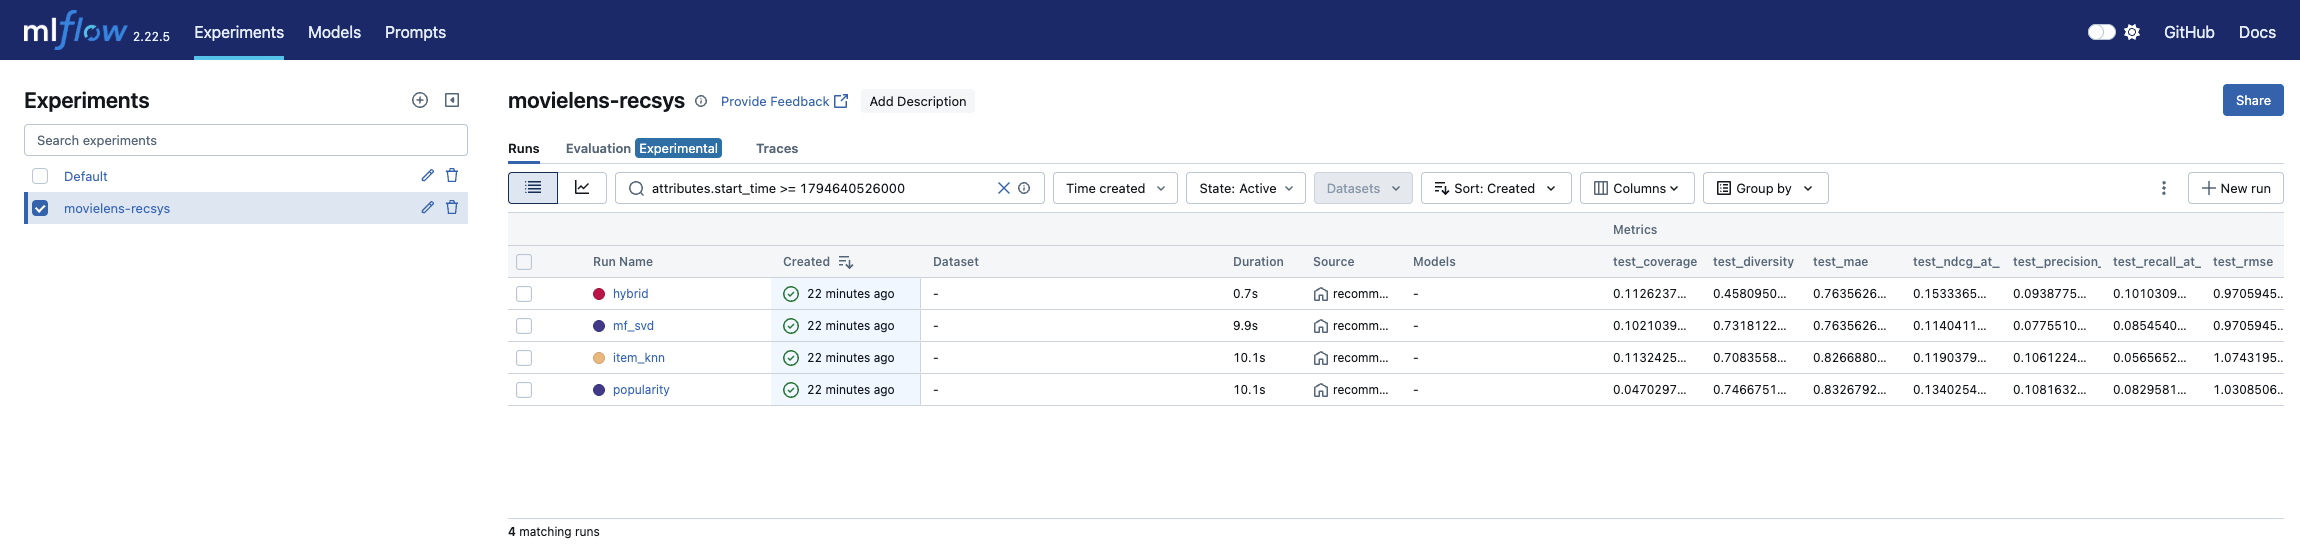 mlflow 2.22.5 Experiments Models Prompts GitHub Docs
Experiments
Search experiments
Default
movielens-recsys
movielens-recsys Provide Feedback Add Description Share
Runs Evaluation Experimental Traces
attributes.start_time >= 1794640526000 Time created State: Active Datasets Sort: Created Columns Group by New run
Metrics
Run Name Created Dataset Duration Source Models test_coverage test_diversity test_mae test_ndcg_at_ test_precision_ test_recall_at_ test_rmse
hybrid 22 minutes ago - 0.7s recomm... - 0.1126237... 0.4580950... 0.7635626... 0.1533365... 0.0938775... 0.1010309... 0.9705945..
mf_svd 22 minutes ago - 9.9s recomm... - 0.1021039... 0.7318122... 0.7635626... 0.1140411... 0.0775510... 0.0854540... 0.9705945..
item_knn 22 minutes ago - 10.1s recomm... - 0.1132425... 0.7083558... 0.8266880... 0.1190379... 0.1061224... 0.0565652... 1.0743195..
popularity 22 minutes ago - 10.1s recomm... - 0.0470297... 0.7466751... 0.8326792... 0.1340254... 0.1081632... 0.0829581... 1.0308506..
4 matching runs